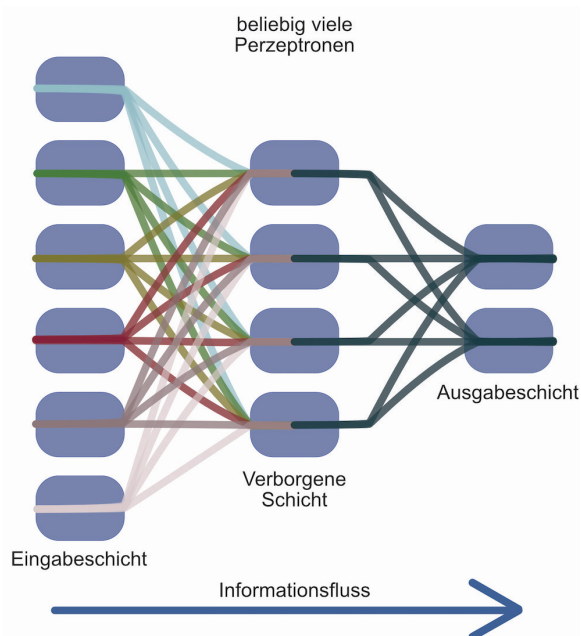 beliebig viele
Perzeptronen
Ausgabeschicht
Verborgene
Schicht
Eingabeschicht
Informationsfluss